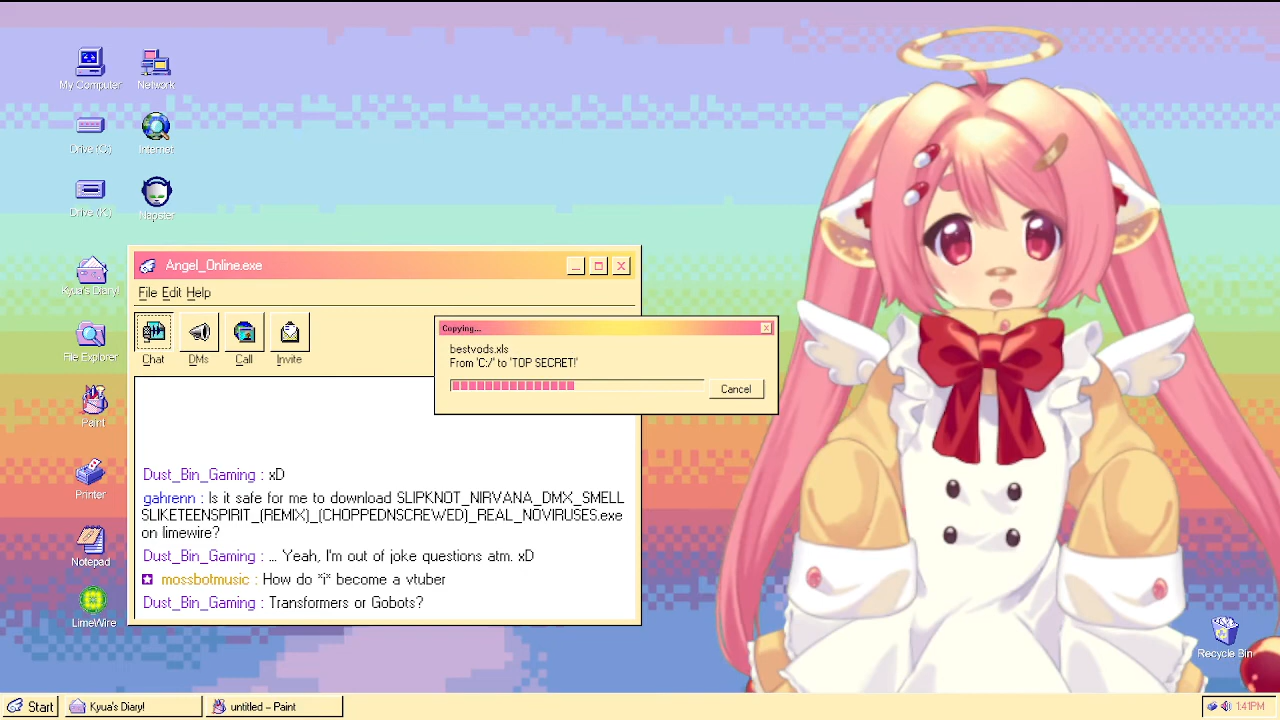 My Computer
Network
Drive (C)
Internet
Drive (K)
Napster
Kyua's Diary!
File Explorer
Paint
Printer
Notepad
LimeWire
Angel_Online.exe
File Edit Help
Chat
DMs
Call
Invite
Copying...
bestvods.xls
From 'C:/' to 'TOP SECRET!'
Cancel
Dust_Bin_Gaming : xD
gahrenn : Is it safe for me to download SLIPKNOT_NIRVANA_DMX_SMELL
SLIKETEENSPIRIT_(REMIX)_(CHOPPEDNSCREWED)_REAL_NOVIRUSES.exe
on limewire?
Dust_Bin_Gaming : ... Yeah, I'm out of joke questions atm. xD
mossbotmusic : How do *i* become a vtuber
Dust_Bin_Gaming : Transformers or Gobots?
Recycle Bin
Start
Kyua's Diary!
untitled - Paint
1:41PM